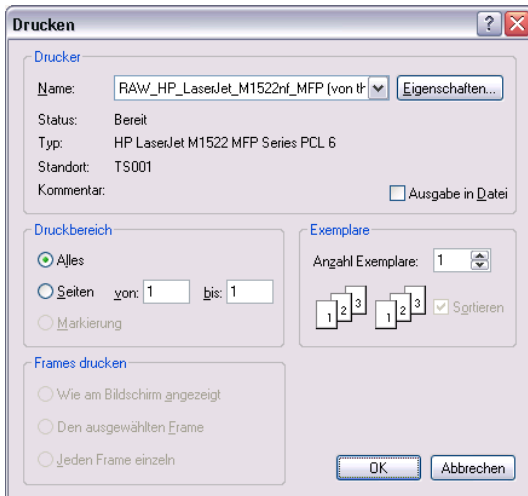 Drucken
Drucker
Name: RAW_HP_LaserJet_M1522nf_MFP (von th Eigenschaften...
Status: Bereit
Typ: HP LaserJet M1522 MFP Series PCL 6
Standort: TS001
Kommentar: Ausgabe in Datei
Druckbereich
Alles
Seiten von: 1 bis: 1
Markierung
Exemplare
Anzahl Exemplare: 1
1 2 3 1 2 3 Sortieren
Frames drucken
Wie am Bildschirm angezeigt
Den ausgewählten Frame
Jeden Frame einzeln
OK Abbrechen